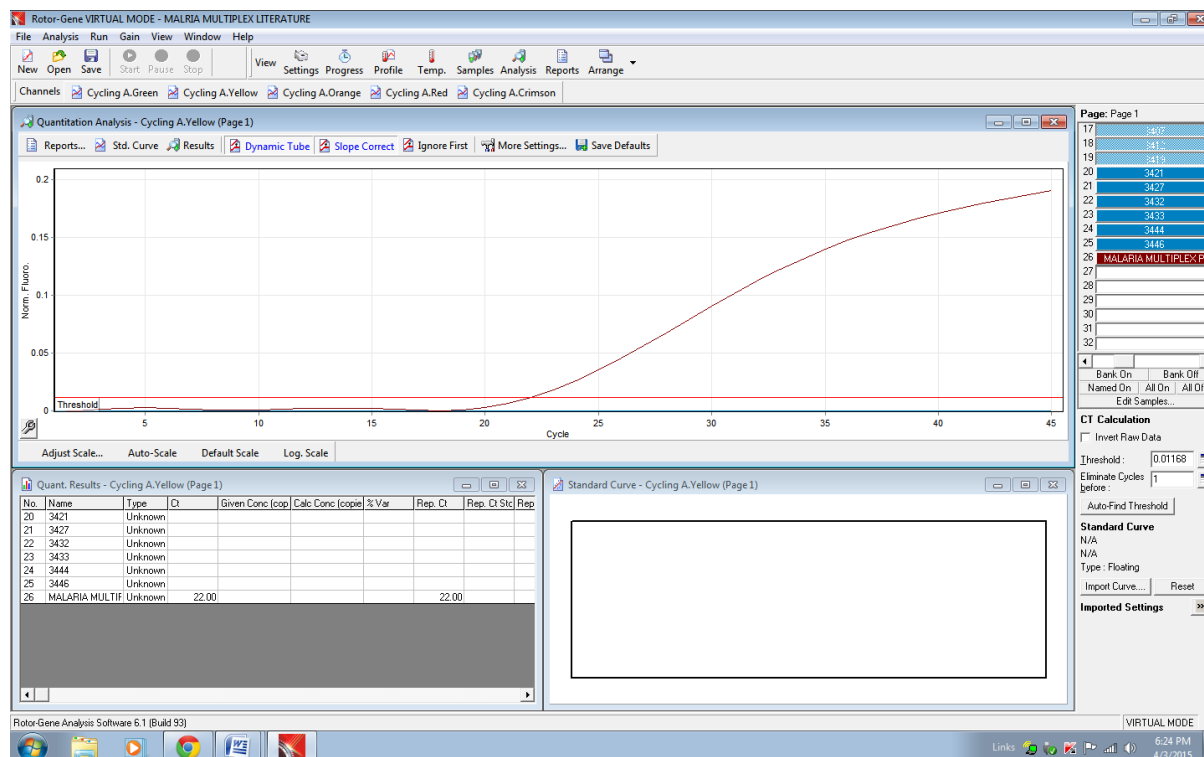 Rotor-Gene VIRTUAL MODE - MALRIA MULTIPLEX LITERATURE
File Analysis Run Gain View Window Help
New Open Save Start Pause Stop View Settings Progress Profile Temp. Samples Analysis Reports Arrange
Channels Cycling A.Green Cycling A.Yellow Cycling A.Orange Cycling A.Red Cycling A.Crimson
Quantitation Analysis - Cycling A.Yellow (Page 1)
Reports... Std. Curve Results Dynamic Tube Slope Correct Ignore First More Settings... Save Defaults
0.2
0.15
0.1
0.05
0
Norm. Fluoro.
Threshold
5 10 15 20 25 30 35 40 45
Cycle
Adjust Scale... Auto-Scale Default Scale Log. Scale
Quant. Results - Cycling A.Yellow (Page 1)
No. Name Type Ct Given Conc (cop Calc Conc (copie % Var Rep. Ct Rep. Ct Std Rep
20 3421 Unknown
21 3427 Unknown
22 3432 Unknown
23 3433 Unknown
24 3444 Unknown
25 3446 Unknown
26 MALARIA MULTIF Unknown 22.00 22.00
Standard Curve - Cycling A.Yellow (Page 1)
Page: Page 1
17 3407
18 3412
19 3419
20 3421
21 3427
22 3432
23 3433
24 3444
25 3446
26 MALARIA MULTIPLEX P
27
28
29
30
31
32
Bank On Bank Off
Named On All On All Of
Edit Samples...
CT Calculation
Invert Raw Data
Threshold : 0.01168
Eliminate Cycles
before : 1
Auto-Find Threshold
Standard Curve
N/A
N/A
Type : Floating
Import Curve.... Reset
Imported Settings >>
Rotor-Gene Analysis Software 6.1 (Build 93)
VIRTUAL MODE
Links
6:24 PM
4/3/2015